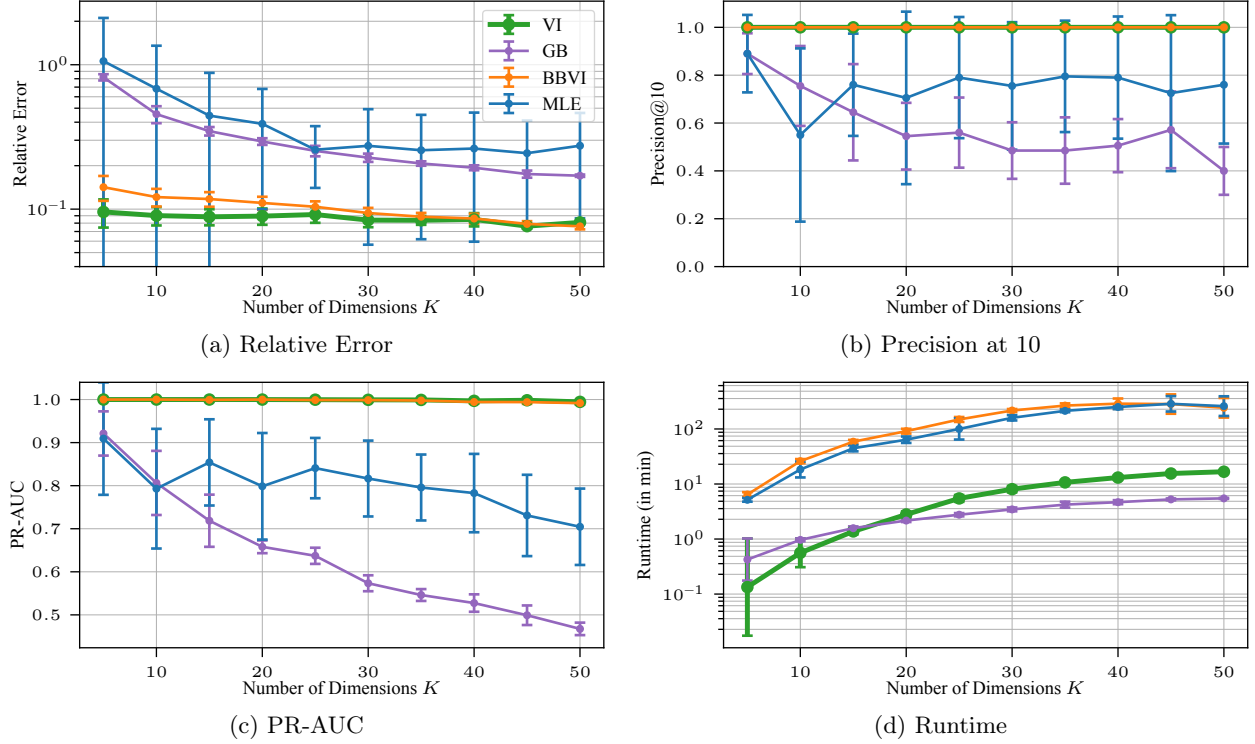 VI
GB
BBVI
MLE
Relative Error
10⁰
10⁻¹
10 20 30 40 50
Number of Dimensions K
(a) Relative Error
Precision@10
1.0
0.8
0.6
0.4
0.2
0.0
10 20 30 40 50
Number of Dimensions K
(b) Precision at 10
PR-AUC
1.0
0.9
0.8
0.7
0.6
0.5
10 20 30 40 50
Number of Dimensions K
(c) PR-AUC
Runtime (in min)
10²
10¹
10⁰
10⁻¹
10 20 30 40 50
Number of Dimensions K
(d) Runtime